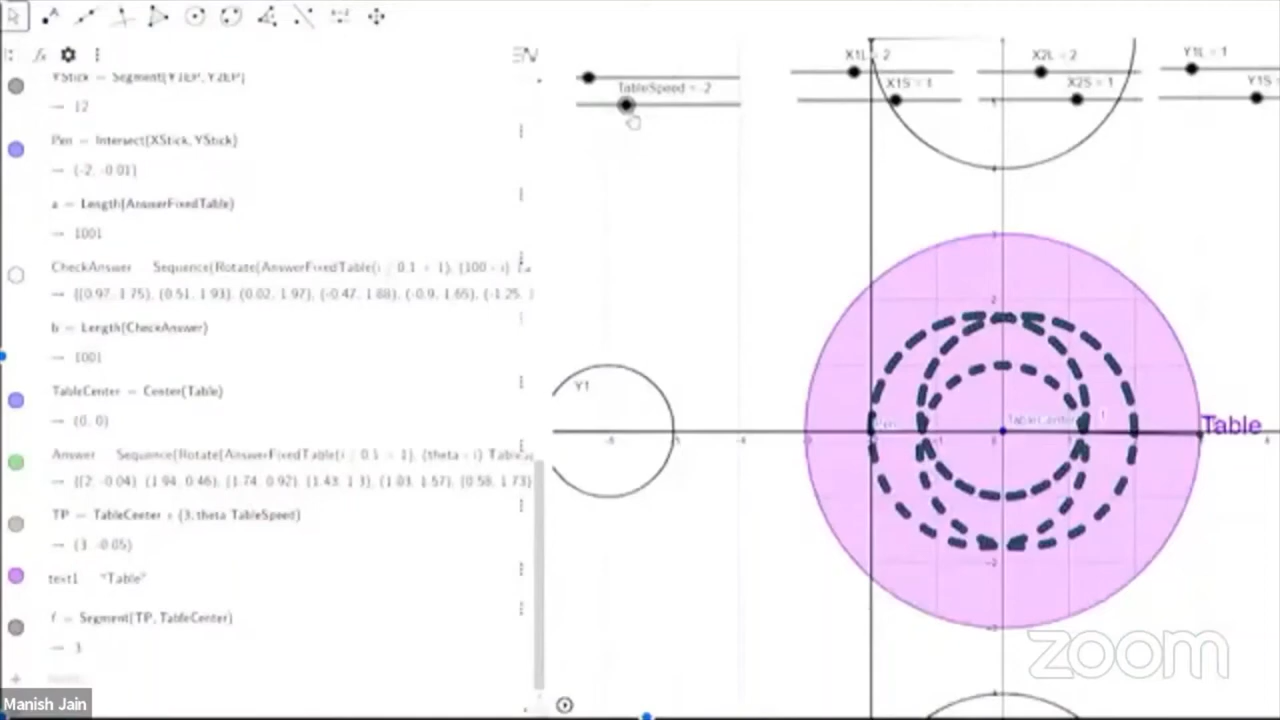 YStick = Segment(Y1EP, Y2EP)
→ 12
Pen = Intersect(XStick, YStick)
→ (-2, -0.01)
a = Length(AnswerFixedTable)
→ 1001
CheckAnswer = Sequence(Rotate(AnswerFixedTable(i / 0.1 + 1), (100 - i)
→ {(0.97, 1.75), (0.51, 1.93), (0.02, 1.97), (-0.47, 1.88), (-0.9, 1.65), (-1.25,
b = Length(CheckAnswer)
→ 1001
TableCenter = Center(Table)
→ (0, 0)
Answer = Sequence(Rotate(AnswerFixedTable(i / 0.1 + 1), (theta - i)
→ {(2, -0.04), (1.94, 0.46), (1.74, 0.92), (1.43, 1.3), (1.03, 1.57), (0.58, 1.73)
TP = TableCenter + (3; theta TableSpeed)
→ (3, -0.05)
text1 = "Table"
f = Segment(TP, TableCenter)
→ 3
TableSpeed = -2
X1L = 2
X1S = 1
X2L = 2
X2S = 1
Y1L = 1
Y1S =
Y1
Pen
TableCenter
Table
zoom
Manish Jain